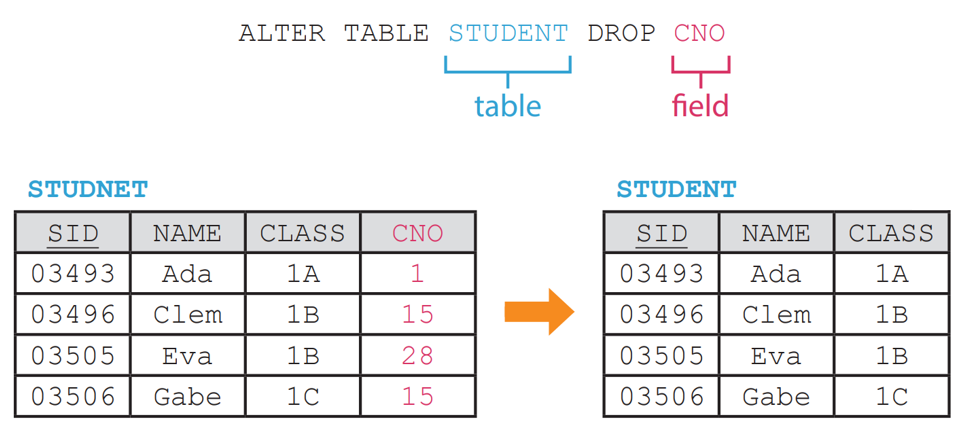 ALTER TABLE STUDENT DROP CNO
table field
STUDNET
SID NAME CLASS CNO
03493 Ada 1A 1
03496 Clem 1B 15
03505 Eva 1B 28
03506 Gabe 1C 15
STUDENT
SID NAME CLASS
03493 Ada 1A
03496 Clem 1B
03505 Eva 1B
03506 Gabe 1C